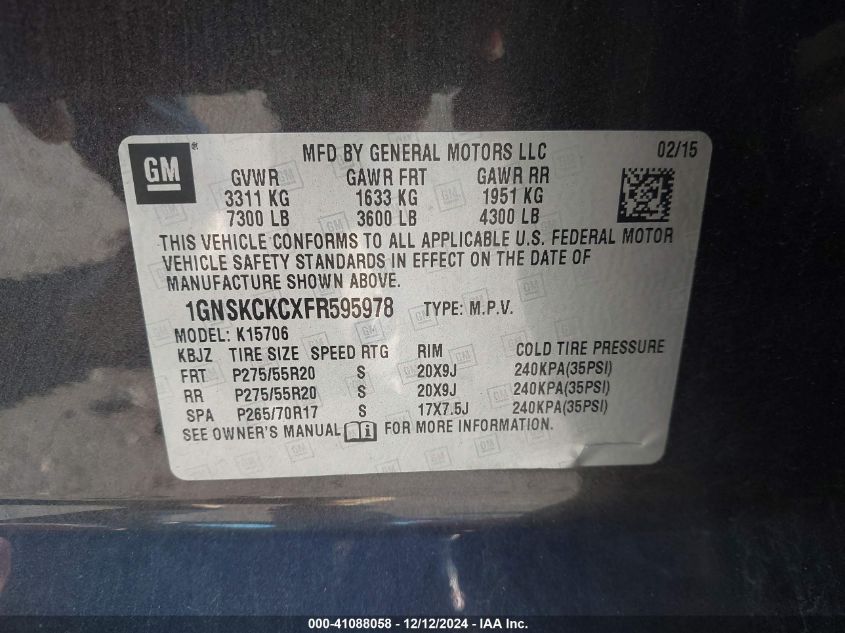 GM
MFD BY GENERAL MOTORS LLC 02/15
GVWR GAWR FRT GAWR RR
3311 KG 1633 KG 1951 KG
7300 LB 3600 LB 4300 LB
THIS VEHICLE CONFORMS TO ALL APPLICABLE U.S. FEDERAL MOTOR
VEHICLE SAFETY STANDARDS IN EFFECT ON THE DATE OF
MANUFACTURE SHOWN ABOVE.
1GNSKCKCXFR595978 TYPE: M.P.V.
MODEL: K15706
KBJZ TIRE SIZE SPEED RTG RIM COLD TIRE PRESSURE
FRT P275/55R20 S 20X9J 240KPA(35PSI)
RR P275/55R20 S 20X9J 240KPA(35PSI)
SPA P265/70R17 S 17X7.5J 240KPA(35PSI)
SEE OWNER'S MANUAL FOR MORE INFORMATION.
000-41088058 - 12/12/2024 - IAA Inc.